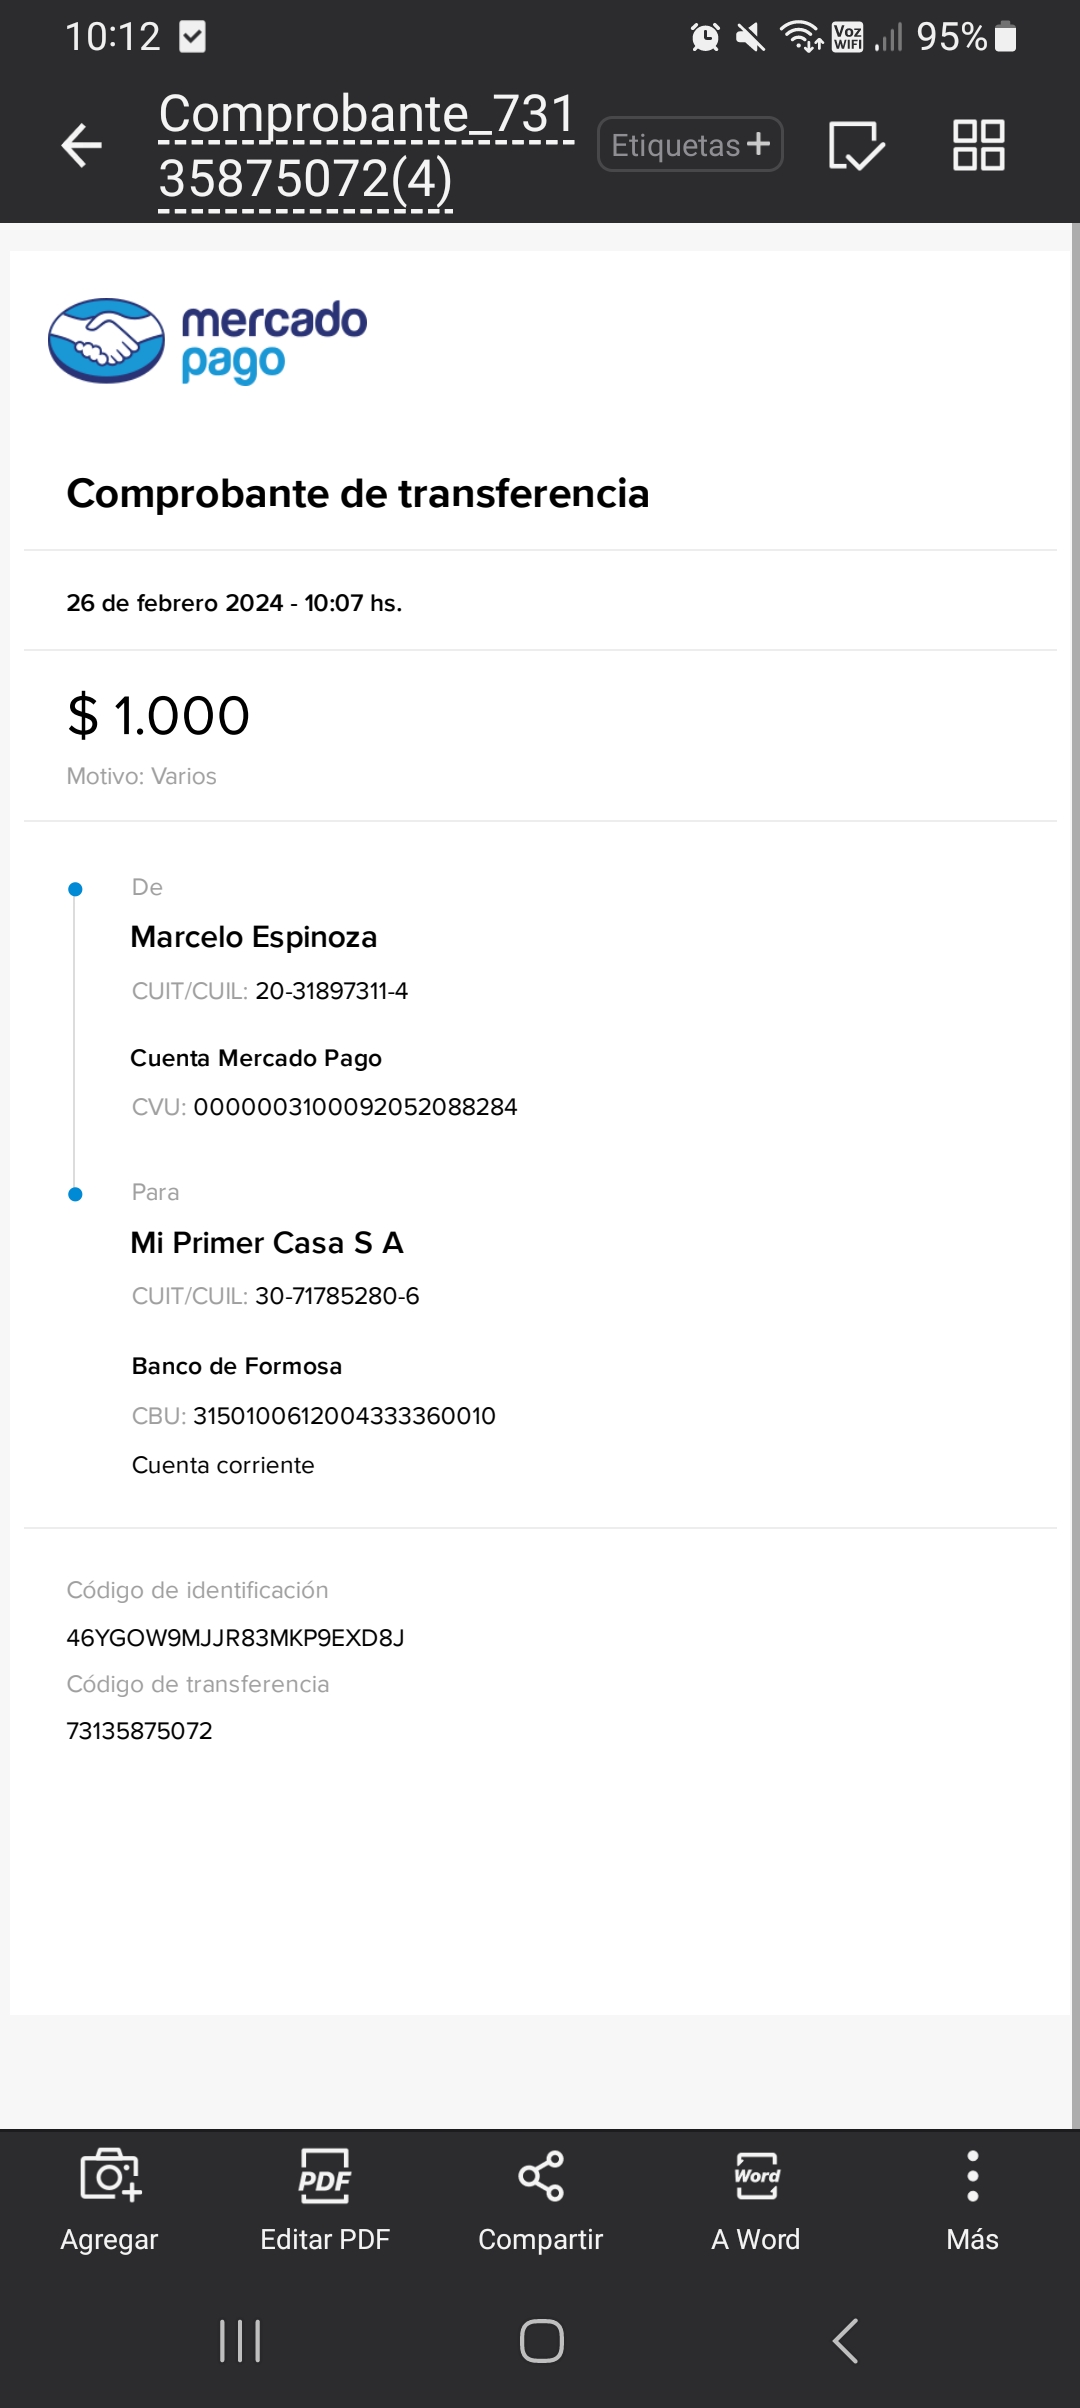 10:12
Voz WIFI 95%
Comprobante_731
35875072(4)
Etiquetas+
mercado
pago
Comprobante de transferencia
26 de febrero 2024 - 10:07 hs.
$ 1.000
Motivo: Varios
De
Marcelo Espinoza
CUIT/CUIL: 20-31897311-4
Cuenta Mercado Pago
CVU: 0000003100092052088284
Para
Mi Primer Casa S A
CUIT/CUIL: 30-71785280-6
Banco de Formosa
CBU: 3150100612004333360010
Cuenta corriente
Código de identificación
46YGOW9MJJR83MKP9EXD8J
Código de transferencia
73135875072
PDF
Word
Agregar
Editar PDF
Compartir
A Word
Más